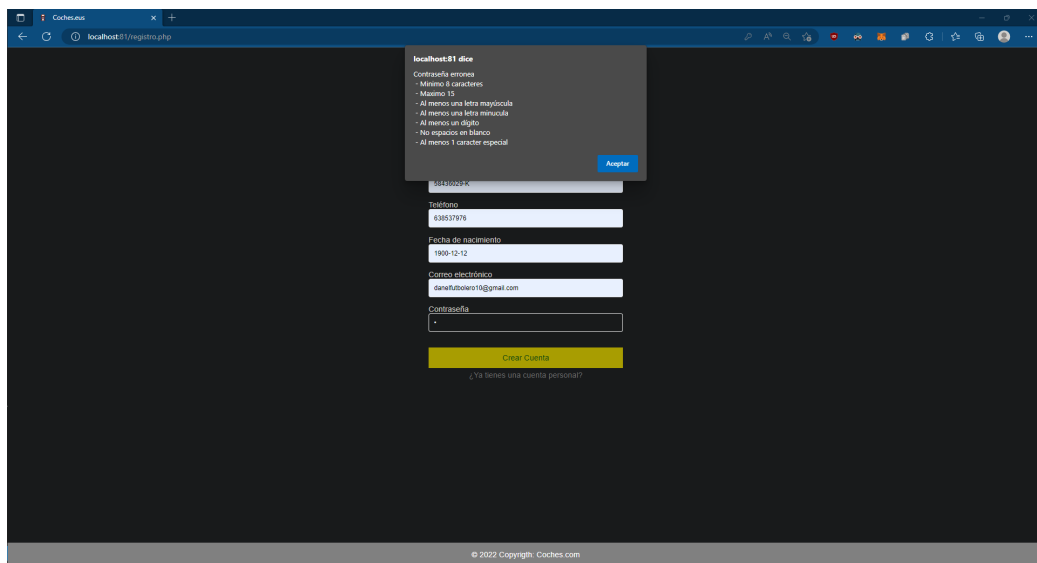 Coches.eus
localhost:81/registro.php
localhost:81 dice
Contraseña erronea
- Minimo 8 caracteres
- Maximo 15
- Al menos una letra mayúscula
- Al menos una letra minucula
- Al menos un dígito
- No espacios en blanco
- Al menos 1 caracter especial
Aceptar
58436029-K
Teléfono
638537976
Fecha de nacimiento
1900-12-12
Correo electrónico
danelfutbolero10@gmail.com
Contraseña
Crear Cuenta
¿Ya tienes una cuenta personal?
© 2022 Copyrigth: Coches.com